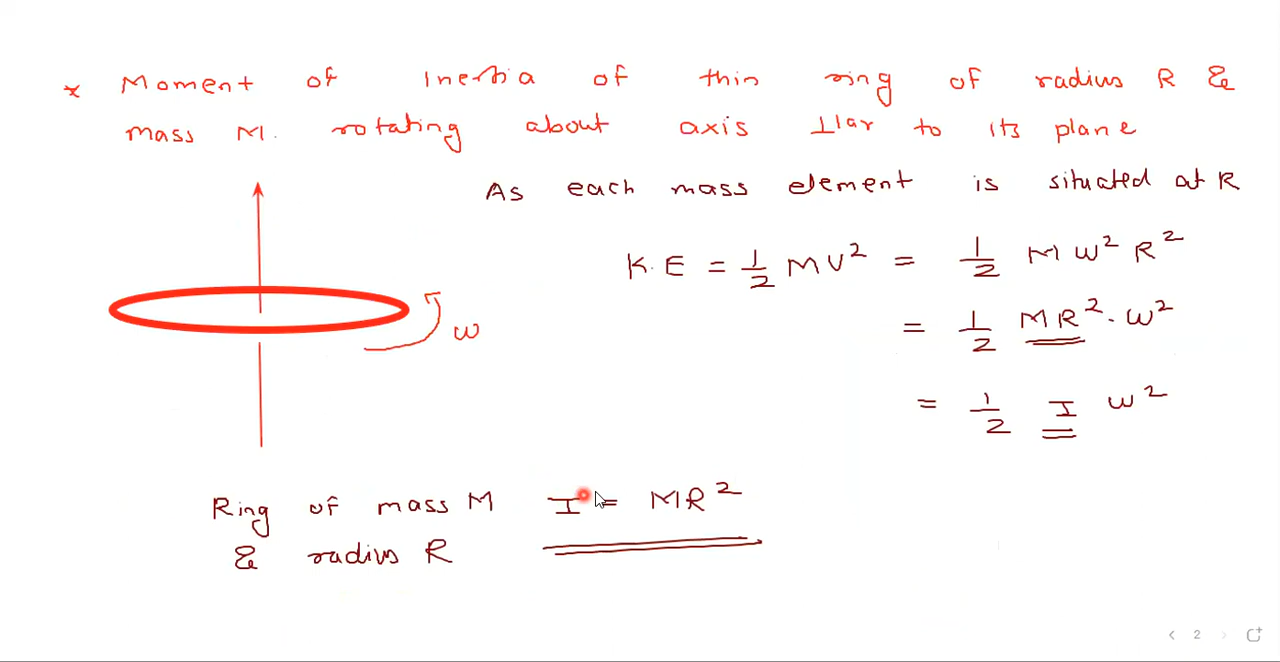 * Moment of Inertia of thin ring of radius R &
mass M. rotating about axis ⊥lar to its plane
As each mass element is situated at R
K.E = 1/2 MV² = 1/2 M ω² R²
= 1/2 MR² · ω²
= 1/2 I ω²
ω
Ring of mass M I = MR²
& radius R
< 2 >